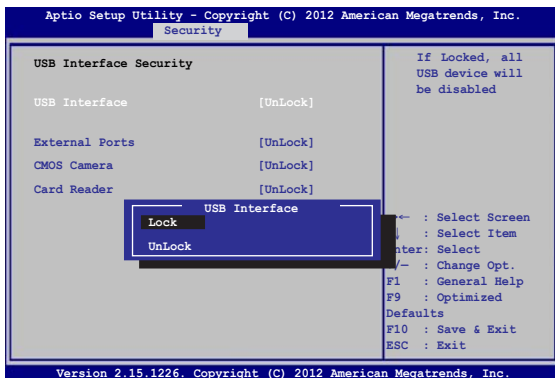 Aptio Setup Utility - Copyright (C) 2012 American Megatrends, Inc.
Security
USB Interface Security
USB Interface [UnLock]
External Ports [UnLock]
CMOS Camera [UnLock]
Card Reader [UnLock]
USB Interface
Lock
UnLock
If Locked, all
USB device will
be disabled
: Select Screen
: Select Item
nter: Select
/— : Change Opt.
F1 : General Help
F9 : Optimized
Defaults
F10 : Save & Exit
ESC : Exit
Version 2.15.1226. Copyright (C) 2012 American Megatrends, Inc.